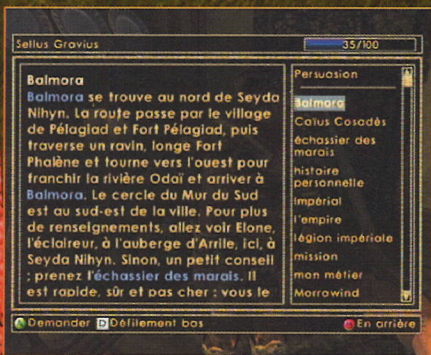 Sellus Gravius
35/100
Balmora
Balmora se trouve au nord de Seyda
Nihyn. La route passe par le village
de Pélagiad et Fort Pélagiad, puis
traverse un ravin, longe Fort
Phalène et tourne vers l'ouest pour
franchir la rivière Odaï et arriver à
Balmora. Le cercle du Mur du Sud
est au sud-est de la ville. Pour plus
de renseignements, allez voir Elone,
l'éclaireur, à l'auberge d'Arrile, ici, à
Seyda Nihyn. Sinon, un petit conseil
: prenez l'échassier des marais. Il
est rapide, sûr et pas cher : vous le
Persuasion
Balmora
Caïus Cosadès
échassier des
marais
histoire
personnelle
Impérial
l'empire
légion impériale
mission
mon métier
Morrowind
A Demander D Défilement bas
B En arrière